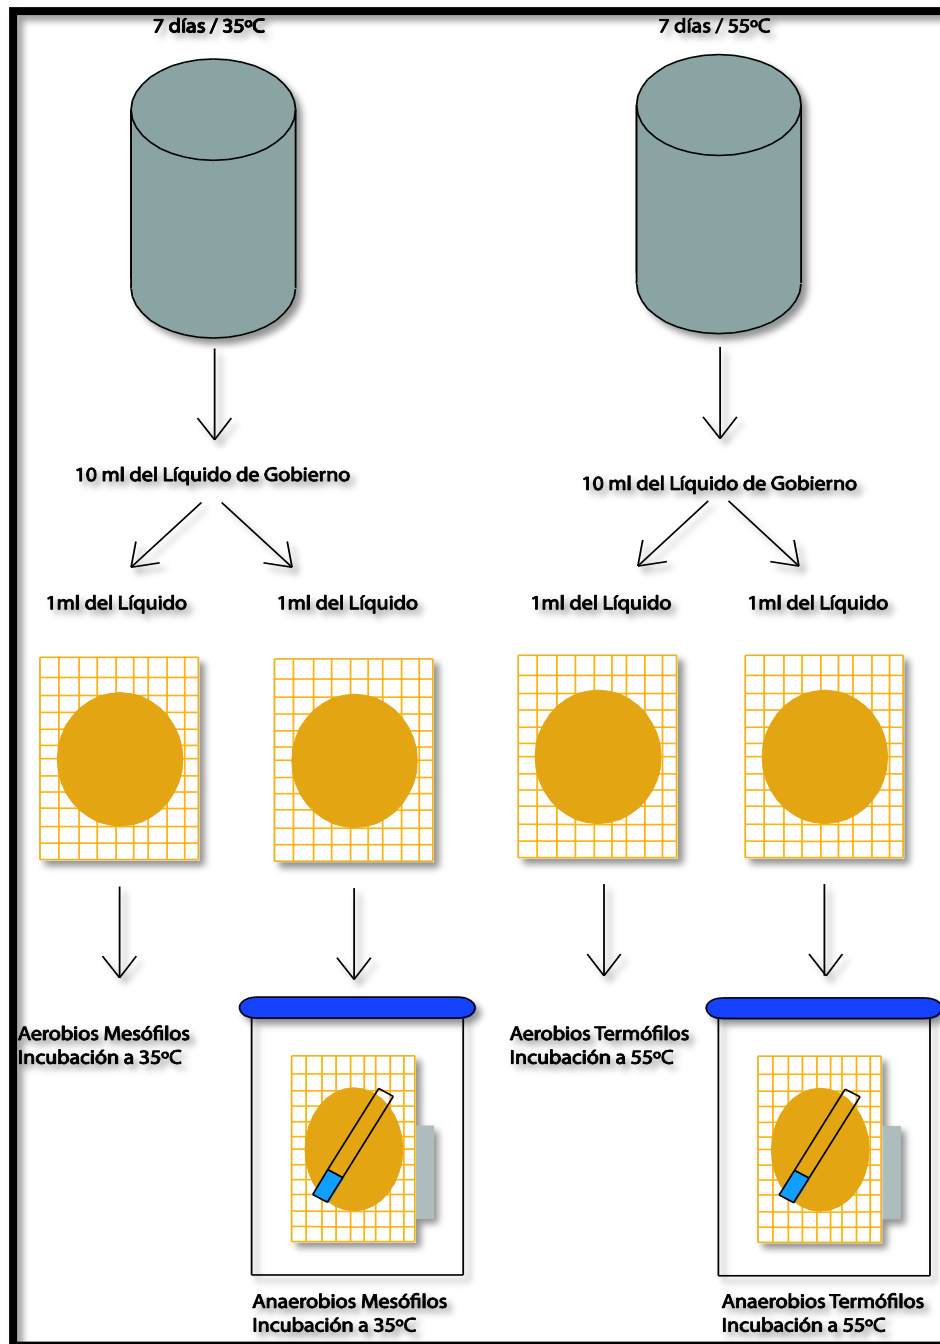 7 días / 35ºC
7 días / 55ºC
10 ml del Líquido de Gobierno
10 ml del Líquido de Gobierno
1ml del Líquido
1ml del Líquido
1ml del Líquido
1ml del Líquido
Aerobios Mesófilos
Incubación a 35ºC
Aerobios Termófilos
Incubación a 55ºC
Anaerobios Mesófilos
Incubación a 35ºC
Anaerobios Termófilos
Incubación a 55ºC